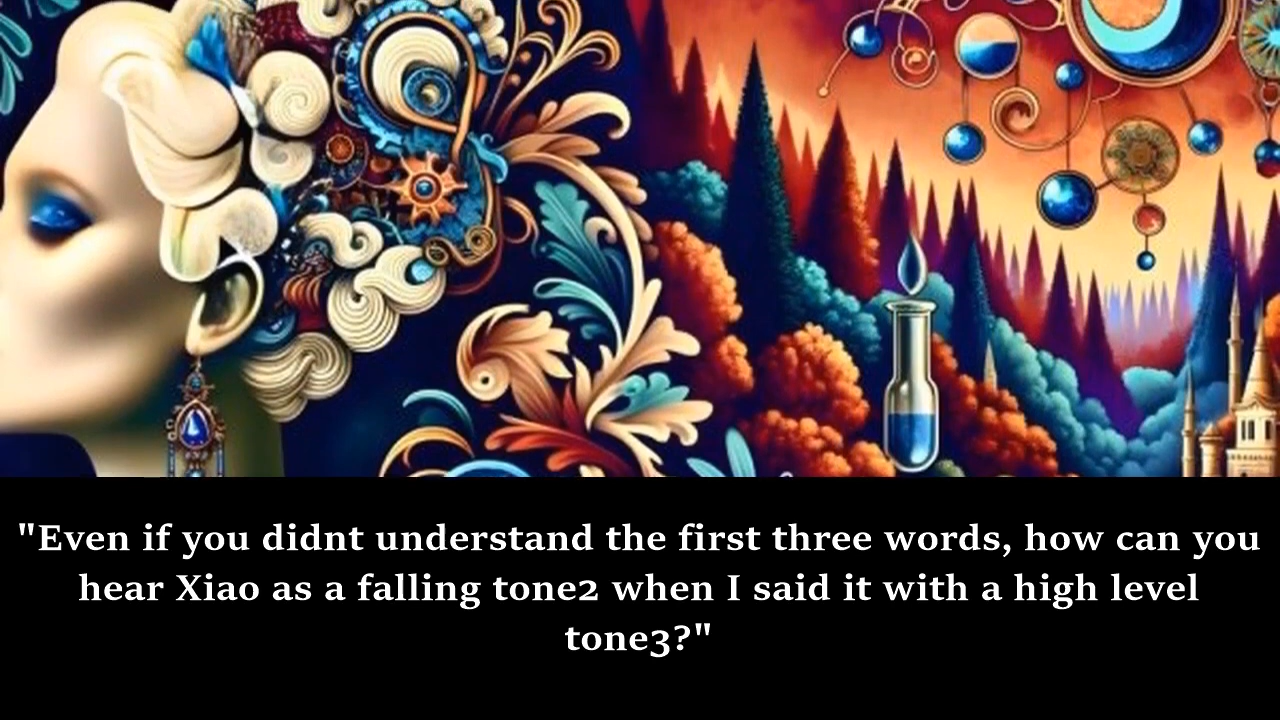 "Even if you didnt understand the first three words, how can you
hear Xiao as a falling tone2 when I said it with a high level
tone3?"